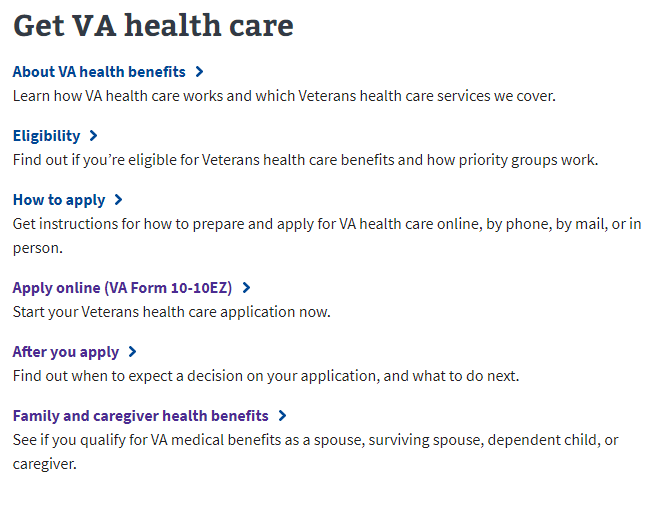 Get VA health care
About VA health benefits
Learn how VA health care works and which Veterans health care services we cover.
Eligibility
Find out if you’re eligible for Veterans health care benefits and how priority groups work.
How to apply
Get instructions for how to prepare and apply for VA health care online, by phone, by mail, or in
person.
Apply online (VA Form 10-10EZ)
Start your Veterans health care application now.
After you apply
Find out when to expect a decision on your application, and what to do next.
Family and caregiver health benefits
See if you qualify for VA medical benefits as a spouse, surviving spouse, dependent child, or
caregiver.